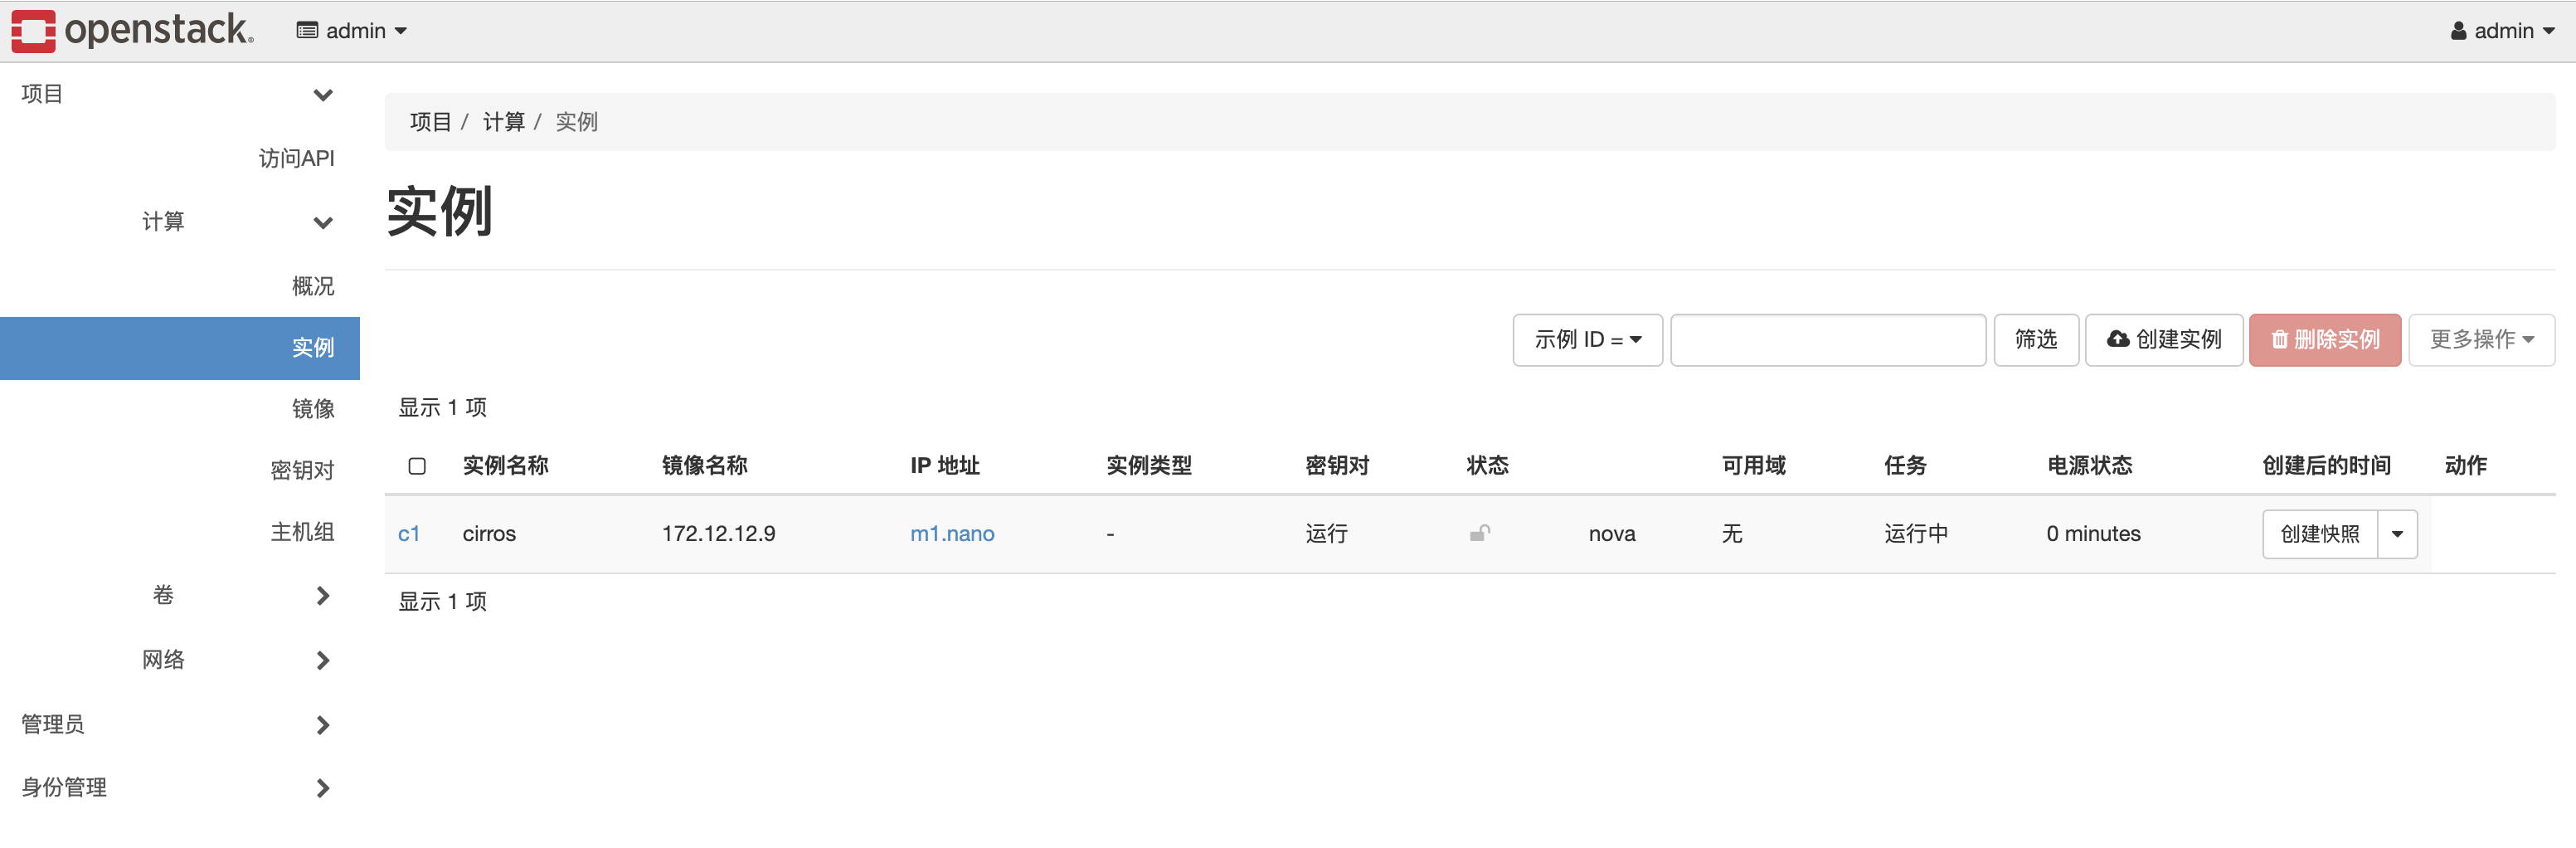 openstack. admin admin
项目
访问API
计算
概况
实例
镜像
密钥对
主机组
卷
网络
管理员
身份管理
项目 / 计算 / 实例
实例
示例 ID = 筛选 创建实例 删除实例 更多操作
显示 1 项
实例名称 镜像名称 IP 地址 实例类型 密钥对 状态 可用域 任务 电源状态 创建后的时间 动作
c1 cirros 172.12.12.9 m1.nano - 运行 nova 无 运行中 0 minutes 创建快照
显示 1 项